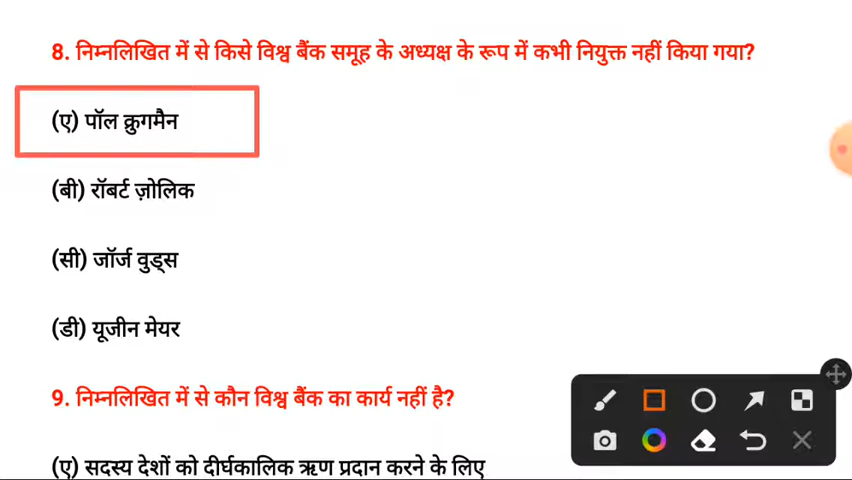 8. निम्नलिखित में से किसे विश्व बैंक समूह के अध्यक्ष के रूप में कभी नियुक्त नहीं किया गया?
(ए) पॉल क्रुगमैन
(बी) रॉबर्ट ज़ोलिक
(सी) जॉर्ज वुड्स
(डी) यूजीन मेयर
9. निम्नलिखित में से कौन विश्व बैंक का कार्य नहीं है?
(ए) सदस्य देशों को दीर्घकालिक ऋण प्रदान करने के लिए